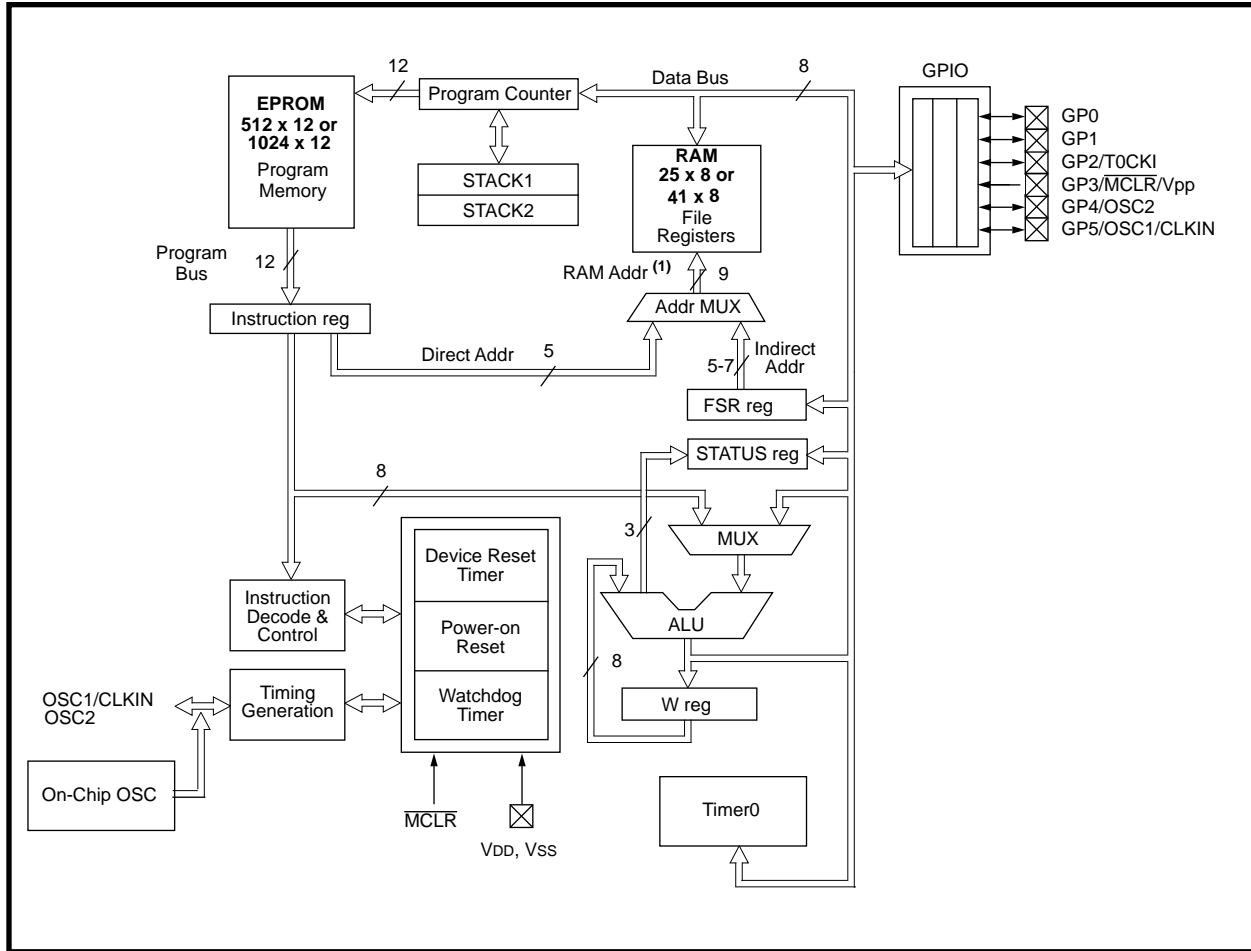 12
Program Counter
Data Bus
8
GPIO
EPROM
512 x 12 or
1024 x 12
Program
Memory
STACK1
STACK2
RAM
25 x 8 or
41 x 8
File
Registers
GP0
GP1
GP2/T0CKI
GP3/MCLR/Vpp
GP4/OSC2
GP5/OSC1/CLKIN
Program
Bus
12
RAM Addr (1)
9
Instruction reg
Addr MUX
Direct Addr
5
5-7
Indirect
Addr
FSR reg
STATUS reg
8
3
MUX
Device Reset
Timer
Instruction
Decode &
Control
Power-on
Reset
ALU
8
OSC1/CLKIN
OSC2
Timing
Generation
Watchdog
Timer
W reg
On-Chip OSC
MCLR
VDD, VSS
Timer0